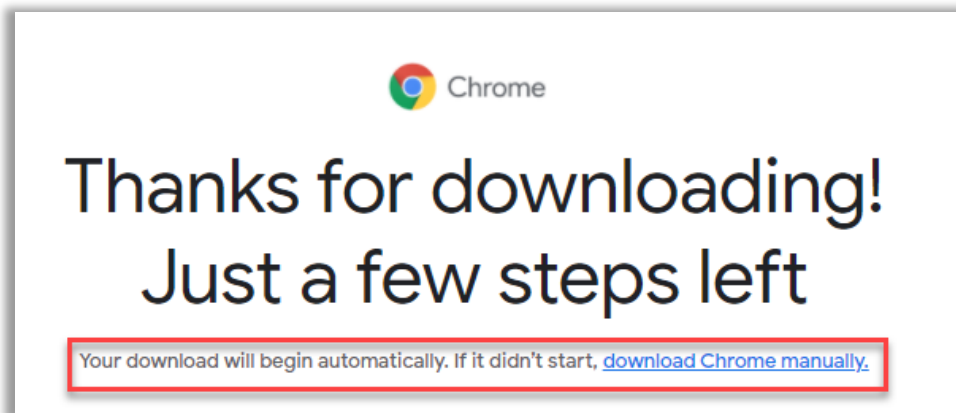 Chrome
Thanks for downloading!
Just a few steps left
Your download will begin automatically. If it didn't start, download Chrome manually.